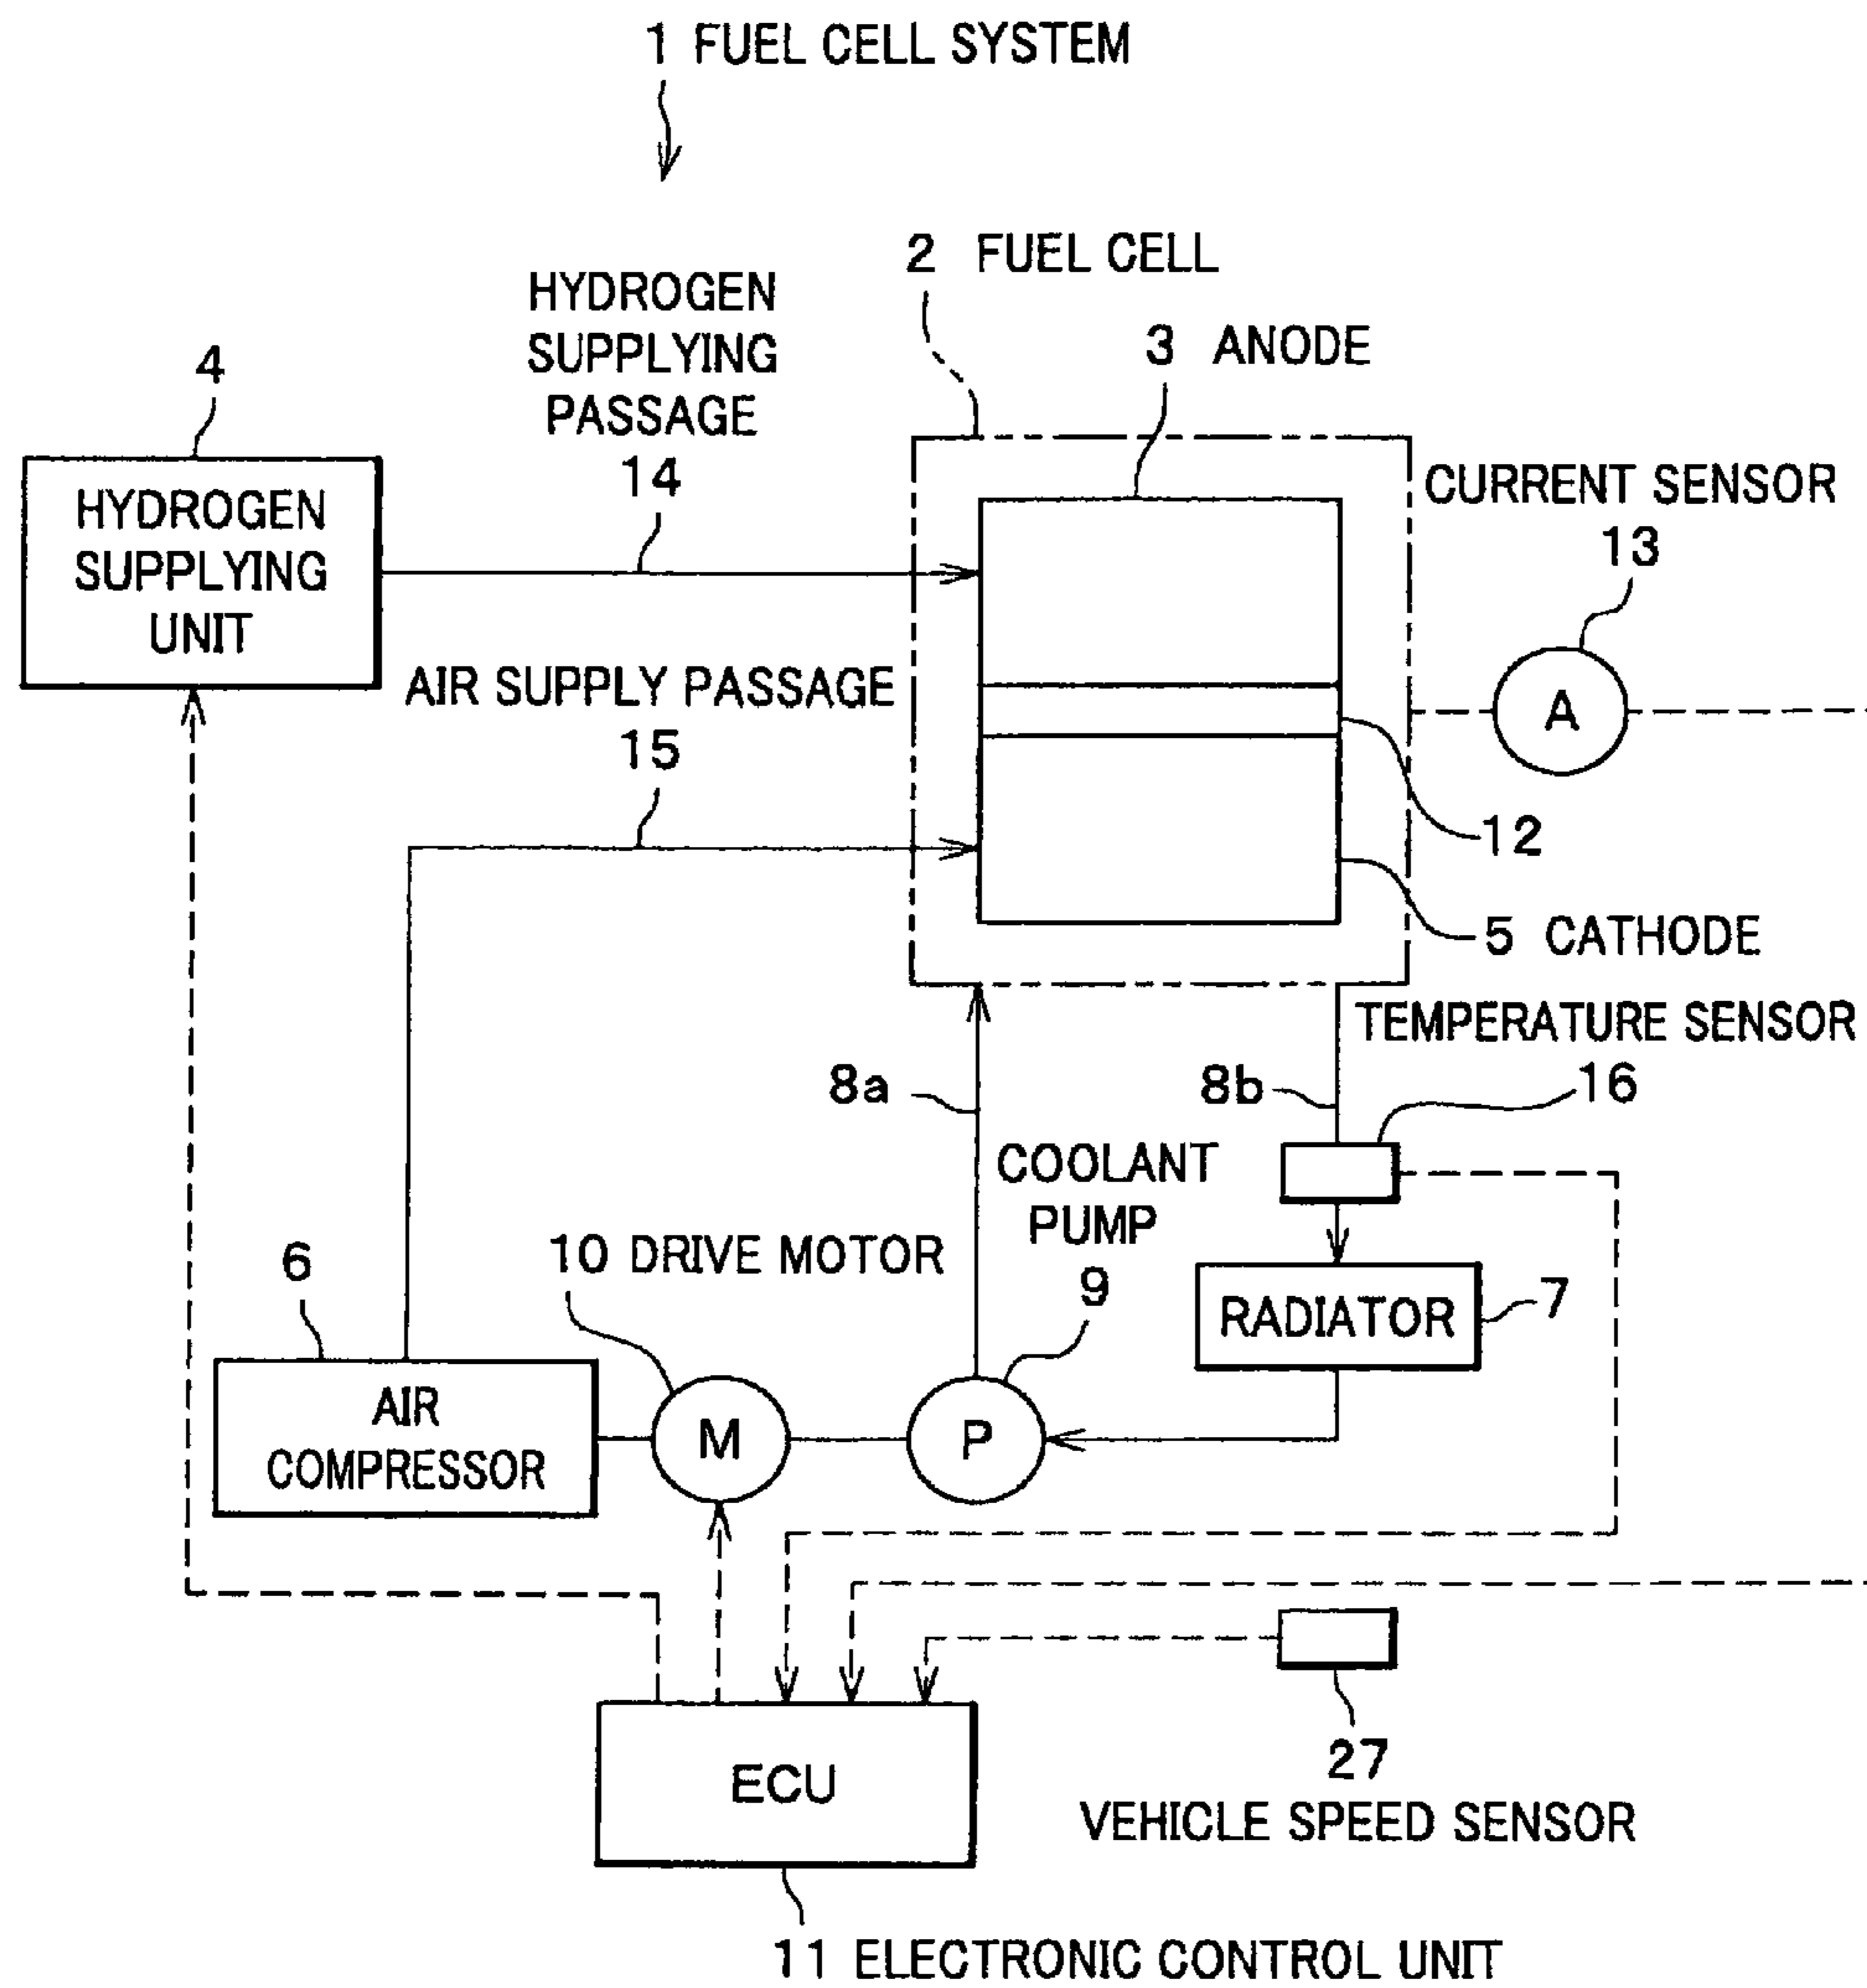 1 FUEL CELL SYSTEM
2 FUEL CELL
HYDROGEN
SUPPLYING
PASSAGE
14
3 ANODE
4
HYDROGEN
SUPPLYING
UNIT
CURRENT SENSOR
13
A
AIR SUPPLY PASSAGE
15
12
5 CATHODE
TEMPERATURE SENSOR
16
8a
8b
COOLANT
PUMP
9
10 DRIVE MOTOR
6
RADIATOR
7
AIR
COMPRESSOR
M
P
ECU
27
VEHICLE SPEED SENSOR
11 ELECTRONIC CONTROL UNIT